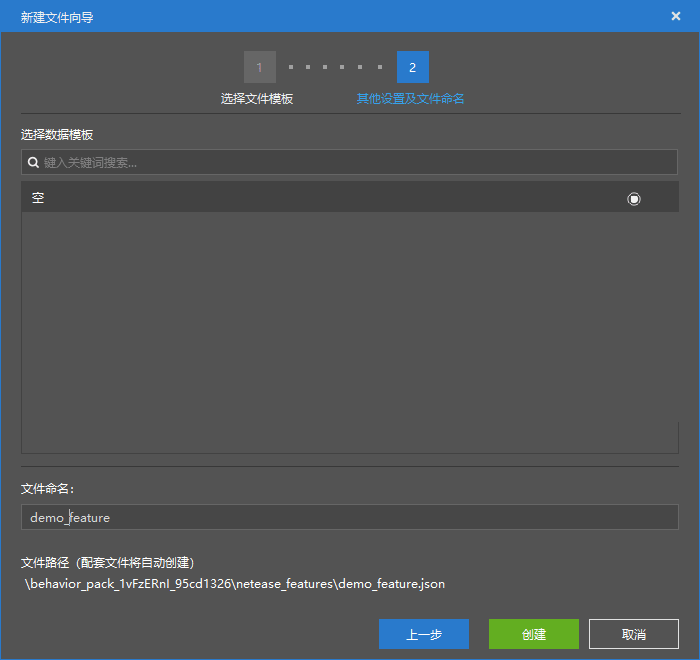 新建文件向导
1
2
选择文件模板
其他设置及文件命名
选择数据模板
键入关键词搜索...
空
文件命名:
demo_feature
文件路径（配套文件将自动创建）
\behavior_pack_1vFzERnI_95cd1326\netease_features\demo_feature.json
上一步
创建
取消